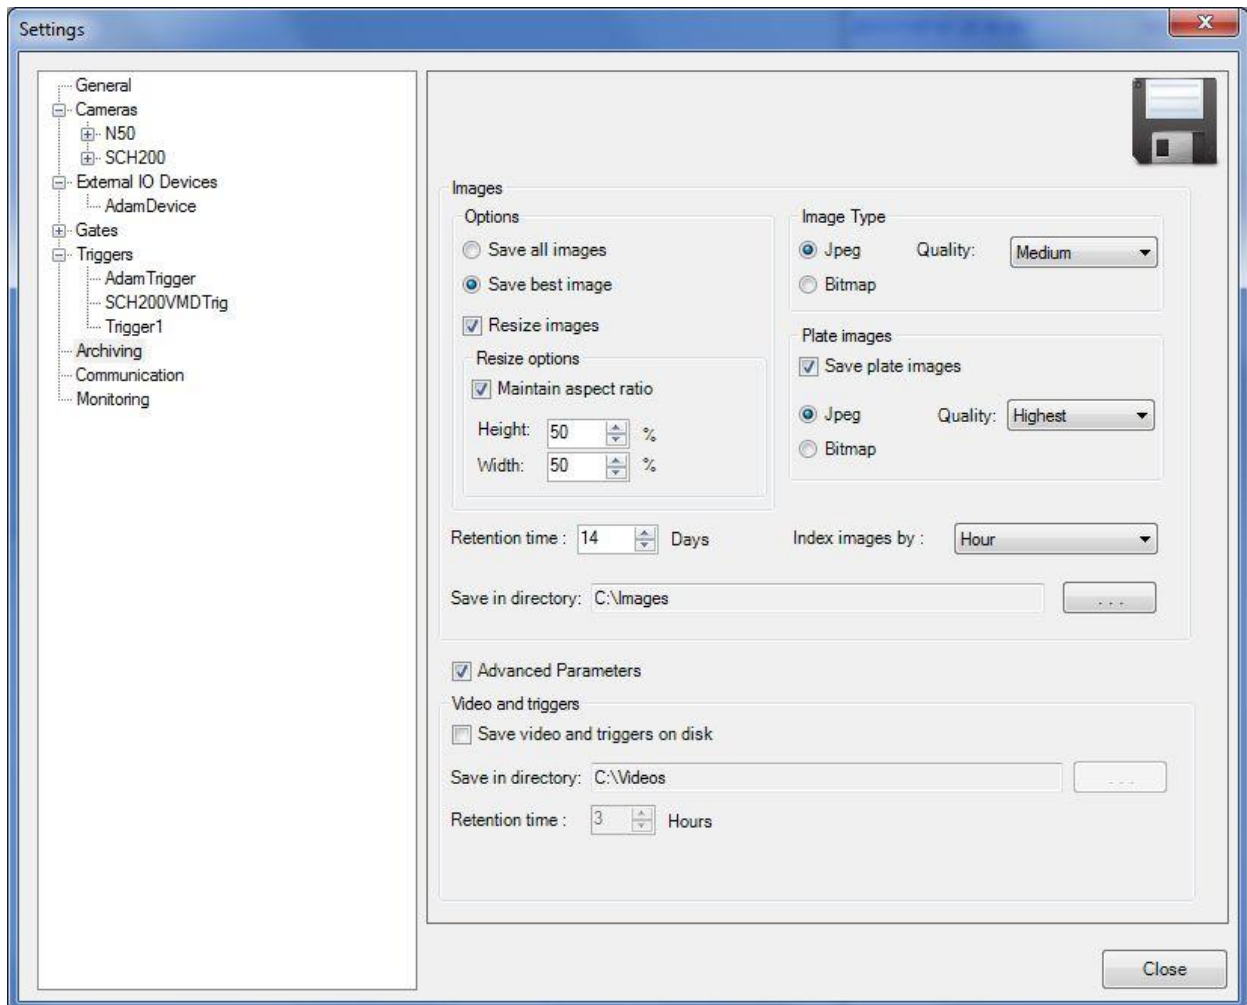 Settings
General
Cameras
N50
SCH200
External IO Devices
AdamDevice
Gates
Triggers
AdamTrigger
SCH200VMDTrig
Trigger1
Archiving
Communication
Monitoring
Images
Options
Save all images
Save best image
Resize images
Resize options
Maintain aspect ratio
Height: 50 %
Width: 50 %
Image Type
Jpeg Quality: Medium
Bitmap
Plate images
Save plate images
Jpeg Quality: Highest
Bitmap
Retention time : 14 Days Index images by : Hour
Save in directory: C:\Images ...
Advanced Parameters
Video and triggers
Save video and triggers on disk
Save in directory: C:\Videos ...
Retention time : 3 Hours
Close